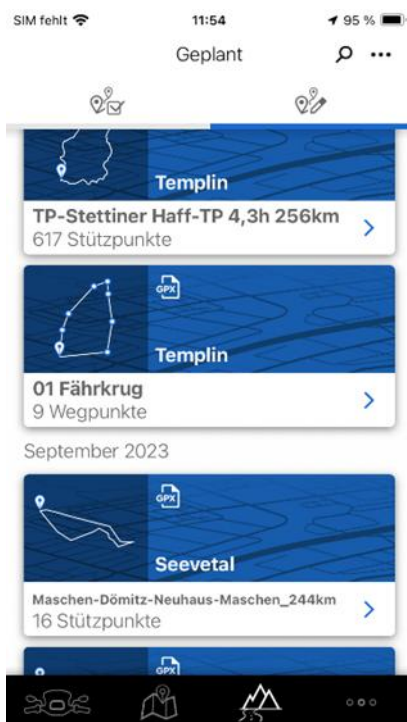 SIM fehlt 11:54 95 %
Geplant
Templin
TP-Stettiner Haff-TP 4,3h 256km
617 Stützpunkte
GPX
Templin
01 Fährkrug
9 Wegpunkte
September 2023
GPX
Seevetal
Maschen-Dömitz-Neuhaus-Maschen_244km
16 Stützpunkte
GPX